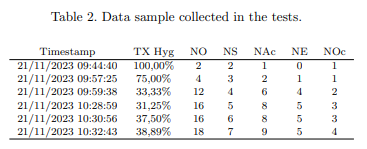 Table 2. Data sample collected in the tests.
Timestamp TX Hyg NO NS NAc NE NOc
21/11/2023 09:44:40 100,00% 2 2 1 0 1
21/11/2023 09:57:25 75,00% 4 3 2 1 1
21/11/2023 09:59:38 33,33% 12 4 6 4 2
21/11/2023 10:28:59 31,25% 16 5 8 5 3
21/11/2023 10:30:56 37,50% 16 6 8 5 3
21/11/2023 10:32:43 38,89% 18 7 9 5 4